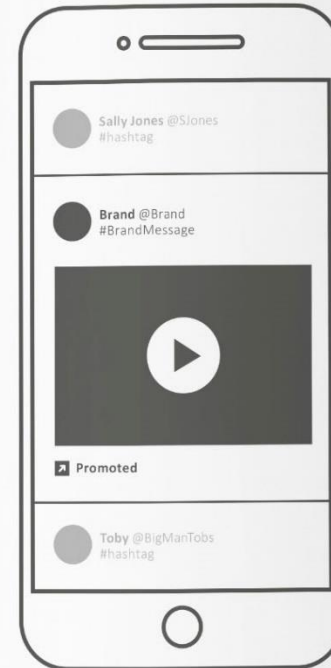 Sally Jones @SJones
#hashtag
Brand @Brand
#BrandMessage
Promoted
Toby @BigManTobs
#hashtag